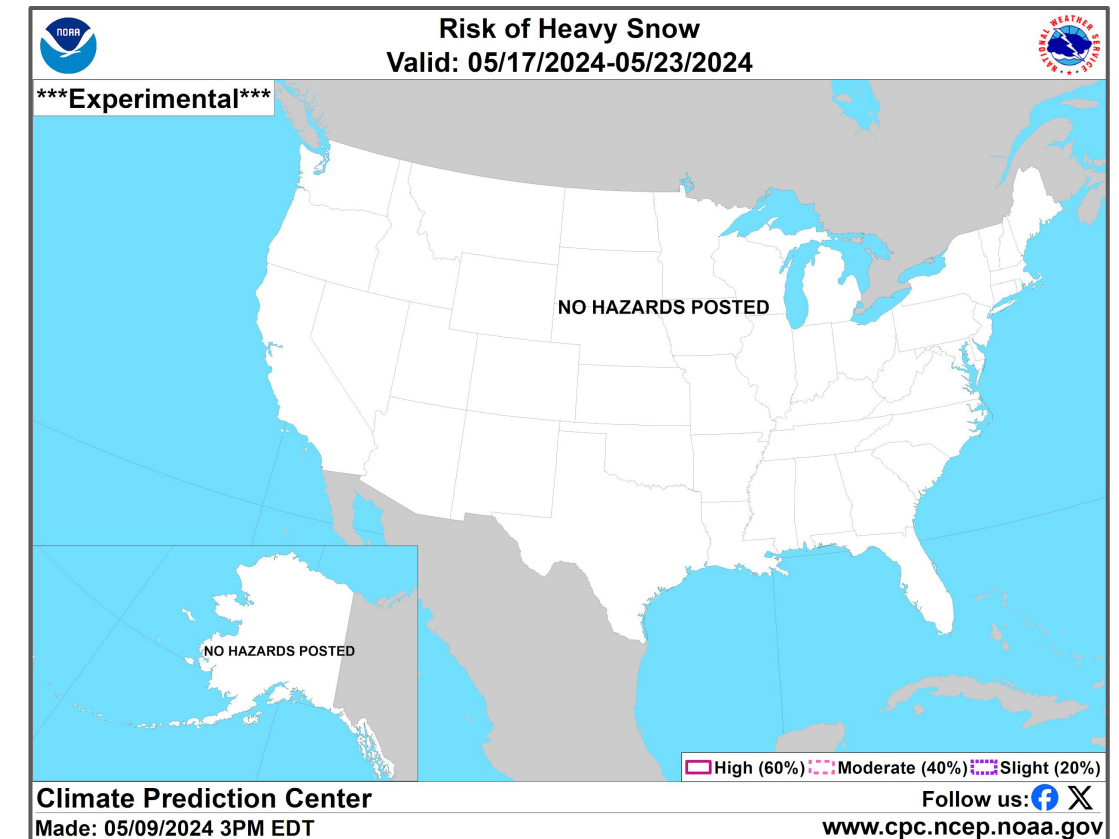 NOAA
Risk of Heavy Snow
Valid: 05/17/2024-05/23/2024
NATIONAL WEATHER SERVICE
***Experimental***
NO HAZARDS POSTED
NO HAZARDS POSTED
High (60%) Moderate (40%) Slight (20%)
Climate Prediction Center
Follow us:
Made: 05/09/2024 3PM EDT
www.cpc.ncep.noaa.gov